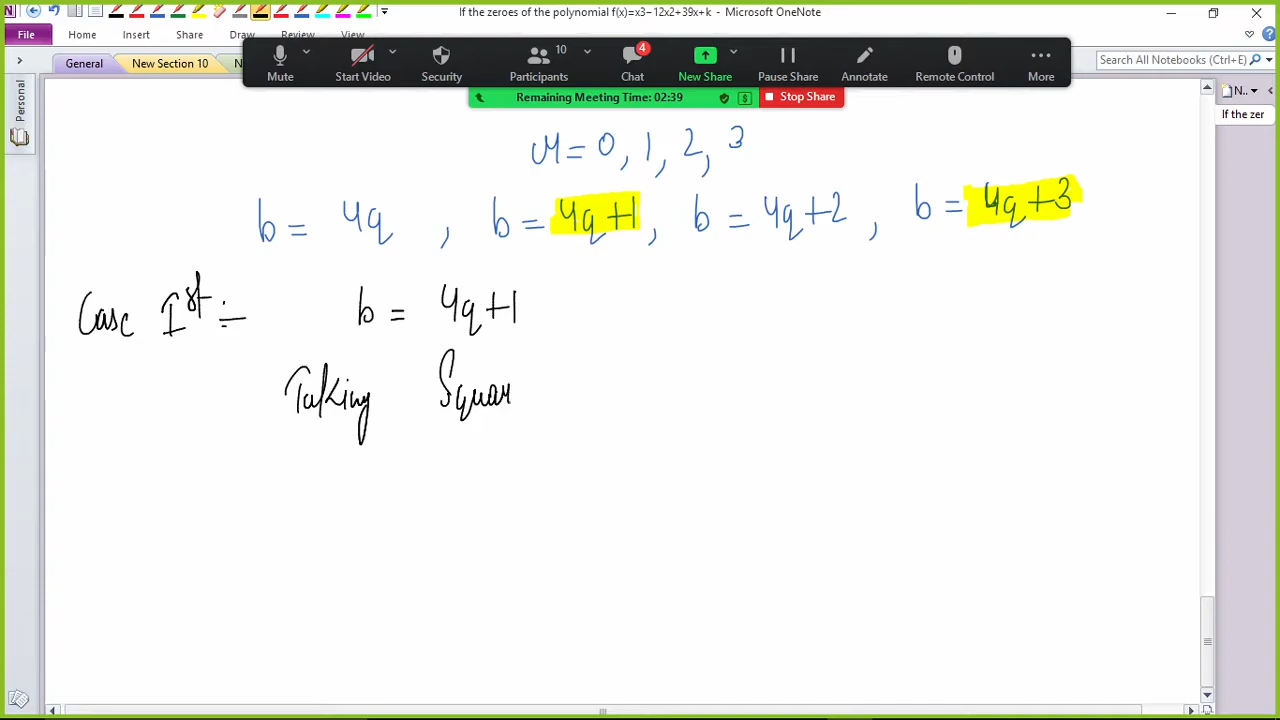 If the zeroes of the polynomial f(x)=x3−12x2+39x+k - Microsoft OneNote
File Home Insert Share Draw Review View
10 4
Mute Start Video Security Participants Chat New Share Pause Share Annotate Remote Control More
General New Section 10 N
Search All Notebooks (Ctrl+E)
Remaining Meeting Time: 02:39 Stop Share
Personal
N..
If the zer
r = 0, 1, 2, 3
b = 4q , b = 4q+1 , b = 4q+2 , b = 4q+3
Case Ist :- b = 4q+1
Taking Squar